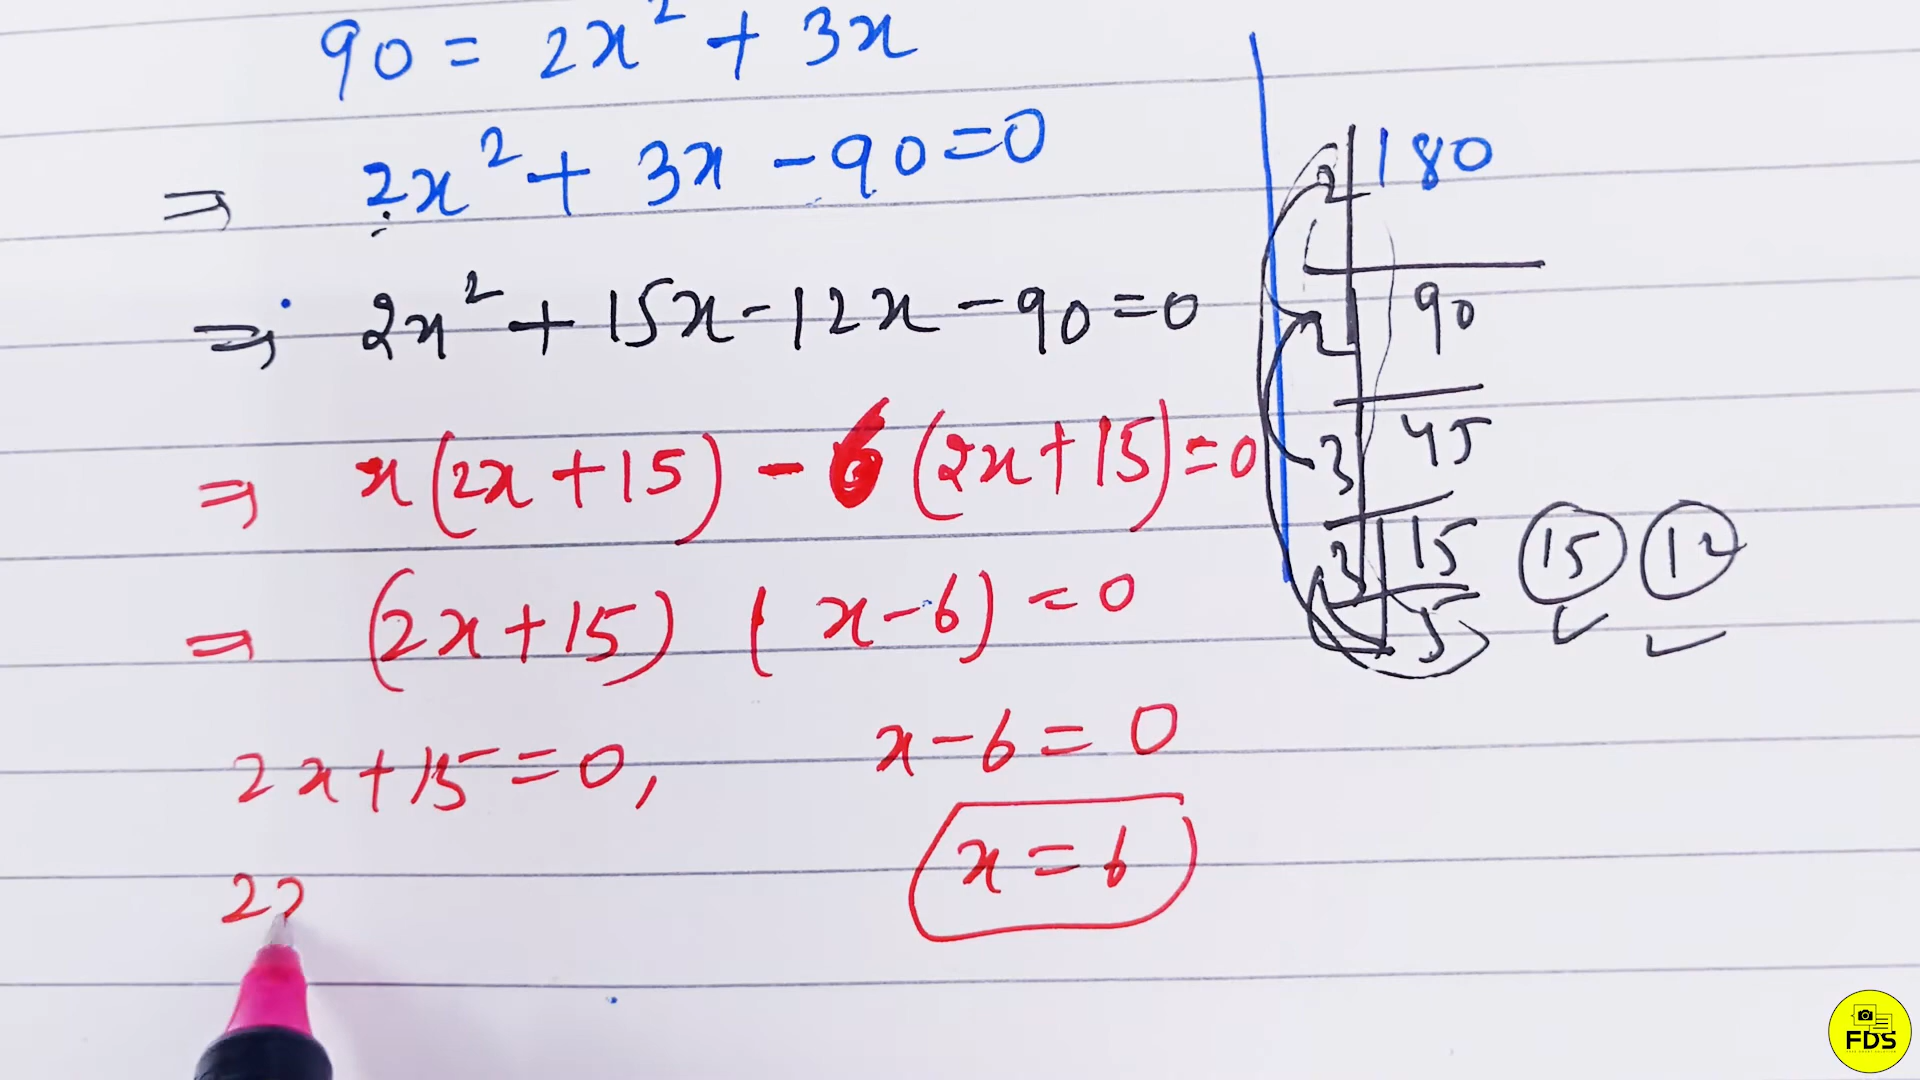 90 = 2x² + 3x
⇒ 2x² + 3x - 90 = 0
⇒ 2x² + 15x - 12x - 90 = 0
⇒ x(2x + 15) - 6 (2x + 15) = 0
⇒ (2x + 15) (x - 6) = 0
2x + 15 = 0, x - 6 = 0
x = 6
2 180
2 90
3 45
3 15
5
15 12
FDS